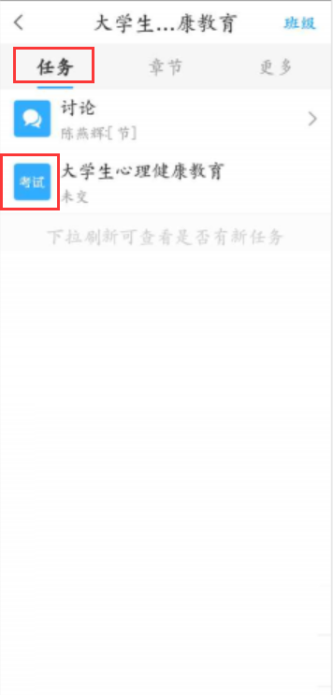 大学生...康教育 班级
任务 章节 更多
讨论
陈燕辉[ 节]
考试 大学生心理健康教育
未交
下拉刷新可查看是否有新任务